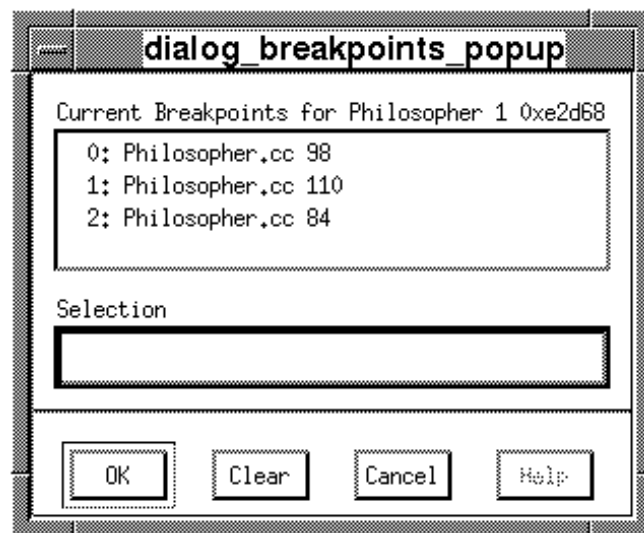 dialog_breakpoints_popup
Current Breakpoints for Philosopher 1 0xe2d68
0: Philosopher.cc 98
1: Philosopher.cc 110
2: Philosopher.cc 84
Selection
OK Clear Cancel Help